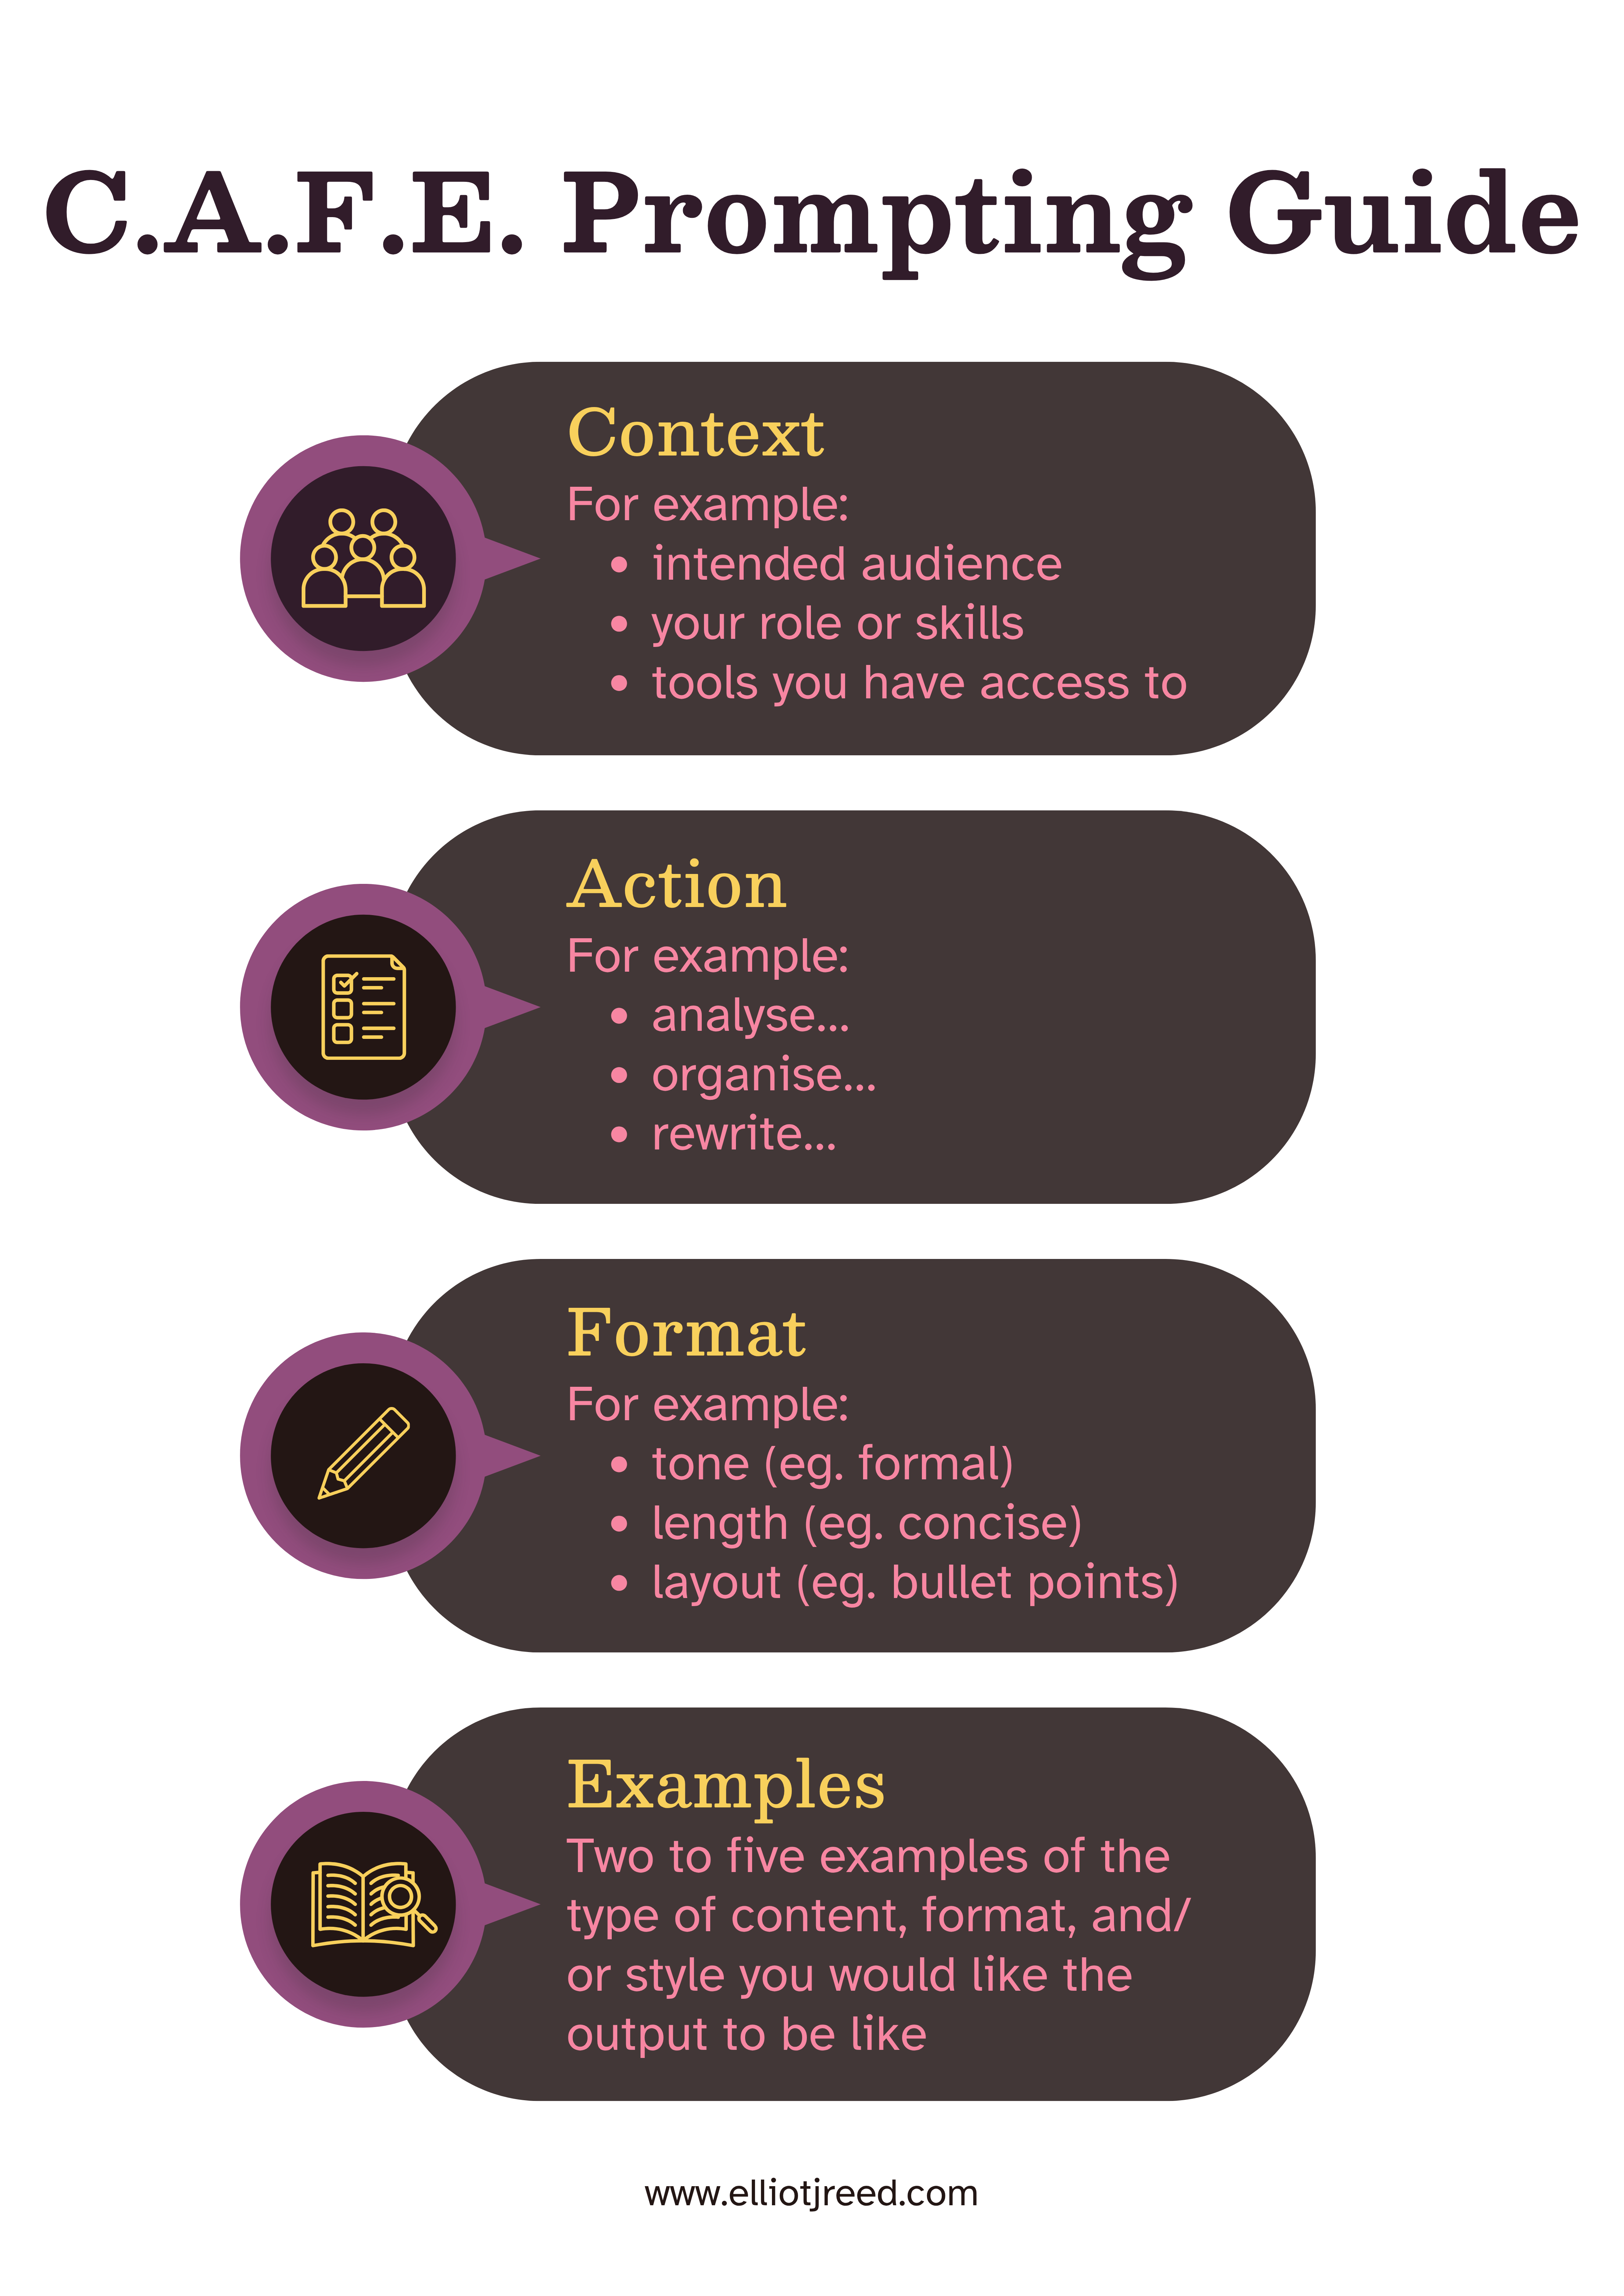 C.A.F.E. Prompting Guide
Context
For example:
• intended audience
• your role or skills
• tools you have access to
Action
For example:
• analyse...
• organise...
• rewrite...
Format
For example:
• tone (eg. formal)
• length (eg. concise)
• layout (eg. bullet points)
Examples
Two to five examples of the
type of content, format, and/
or style you would like the
output to be like
www.elliotjreed.com